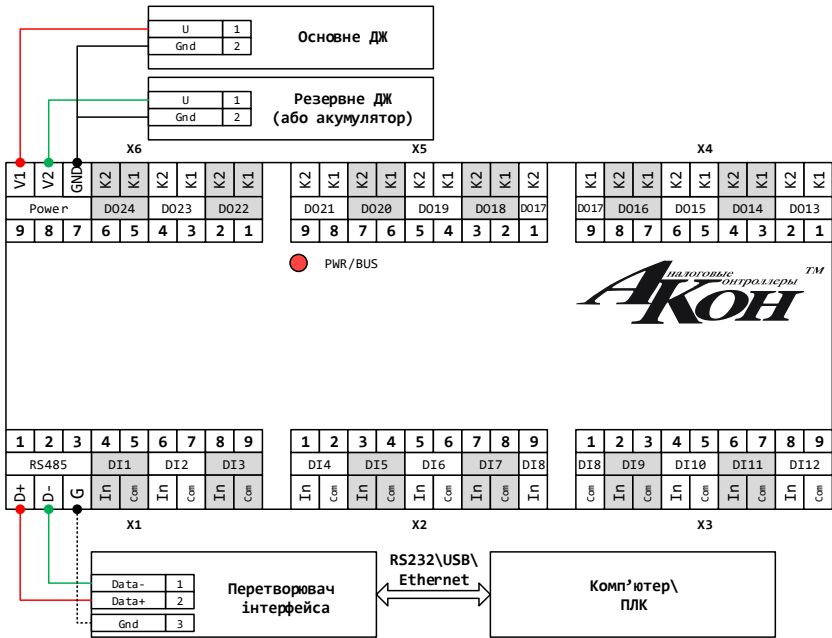 U 1
Gnd 2
Основне ДЖ
U 1
Gnd 2
Резервне ДЖ
(або акумулятор)
X6 X5 X4
V1 V2 GND K2 K1 K2 K1 K2 K1 K2 K1 K2 K1 K2 K1 K2 K1 K2 K1 K2 K1 K2 K1 K2 K1 K2 K1
Power DO24 DO23 DO22 DO21 DO20 DO19 DO18 DO17 DO17 DO16 DO15 DO14 DO13
9 8 7 6 5 4 3 2 1 9 8 7 6 5 4 3 2 1 9 8 7 6 5 4 3 2 1
PWR/BUS
Аналоговые Контроллеры ™
1 2 3 4 5 6 7 8 9 1 2 3 4 5 6 7 8 9 1 2 3 4 5 6 7 8 9
RS485 DI1 DI2 DI3 DI4 DI5 DI6 DI7 DI8 DI8 DI9 DI10 DI11 DI12
D+ D- G In Com In Com In Com In Com In Com In Com In Com In Com In Com In Com In Com In Com
X1 X2 X3
Data- 1
Data+ 2
Gnd 3
Перетворювач
інтерфейса
RS232\USB\
Ethernet
Комп’ютер\
ПЛК